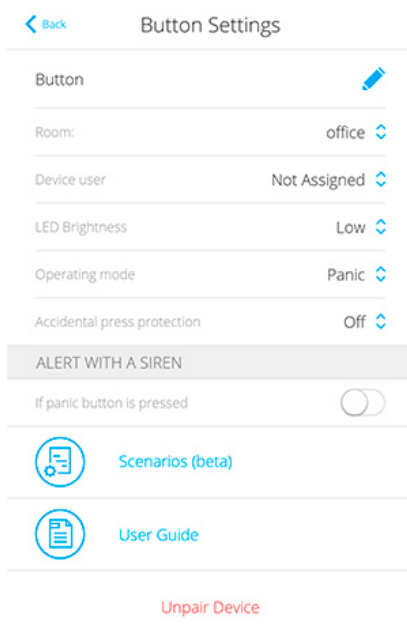 Back
Button Settings
Button
Room: office
Device user Not Assigned
LED Brightness Low
Operating mode Panic
Accidental press protection Off
ALERT WITH A SIREN
If panic button is pressed
Scenarios (beta)
User Guide
Unpair Device